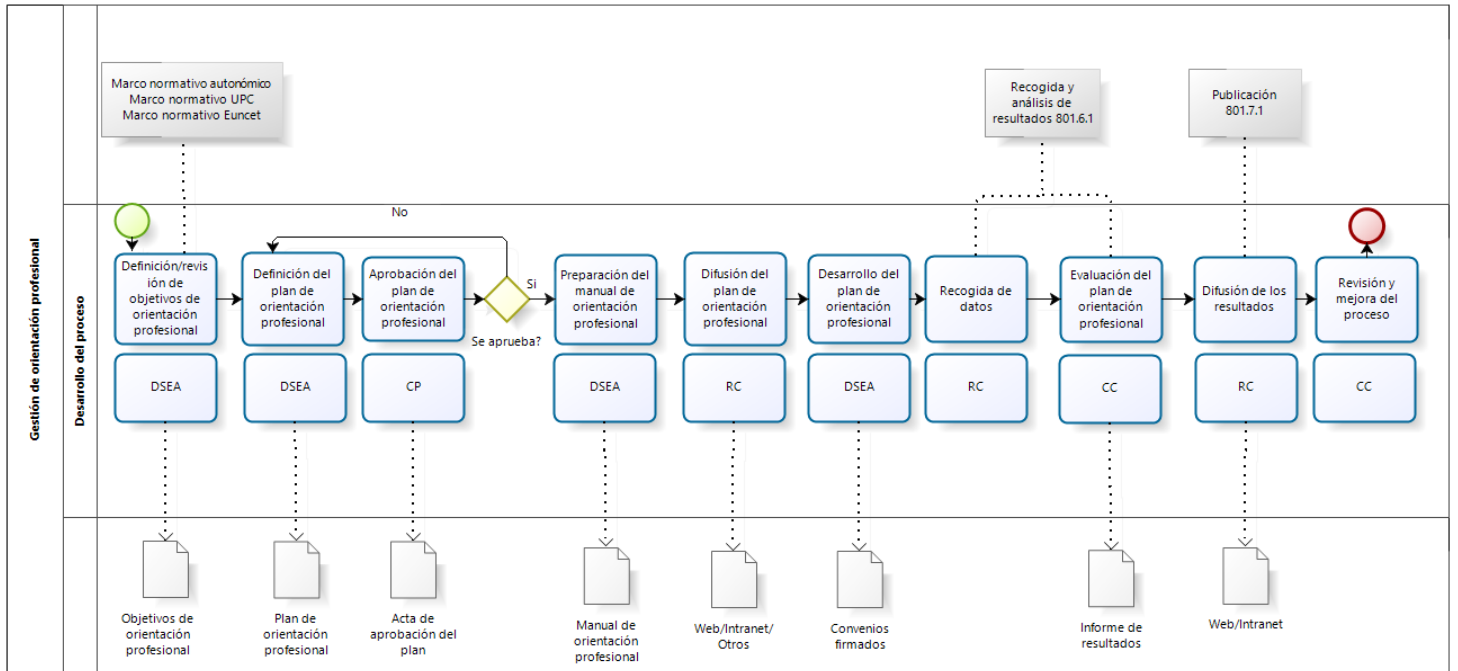 Gestión de orientación profesional
Desarrollo del proceso
Marco normativo autonómico
Marco normativo UPC
Marco normativo Euncet
Recogida y
análisis de
resultados 801.6.1
Publicación
801.7.1
No
Definición/revis
ión de
objetivos de
orientación
profesional
Definición del
plan de
orientación
profesional
Aprobación del
plan de
orientación
profesional
Si
Se aprueba?
Preparación del
manual de
orientación
profesional
Difusión del
plan de
orientación
profesional
Desarrollo del
plan de
orientación
profesional
Recogida de
datos
Evaluación del
plan de
orientación
profesional
Difusión de los
resultados
Revisión y
mejora del
proceso
DSEA
DSEA
CP
DSEA
RC
DSEA
RC
CC
RC
CC
Objetivos de
orientación
profesional
Plan de
orientación
profesional
Acta de
aprobación del
plan
Manual de
orientación
profesional
Web/Intranet/
Otros
Convenios
firmados
Informe de
resultados
Web/Intranet